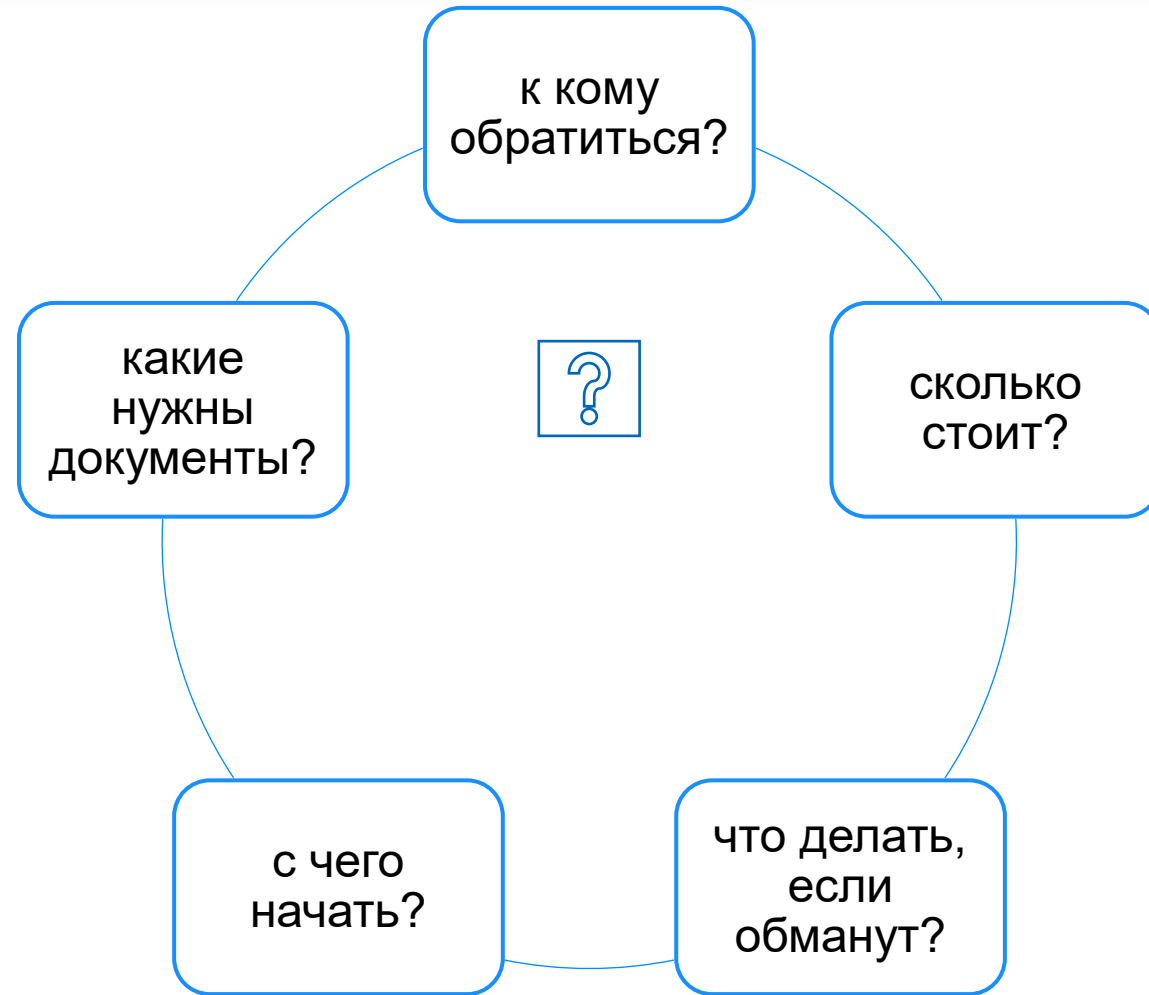 к кому
обратиться?
какие
нужны
документы?
?
сколько
стоит?
с чего
начать?
что делать,
если
обманут?